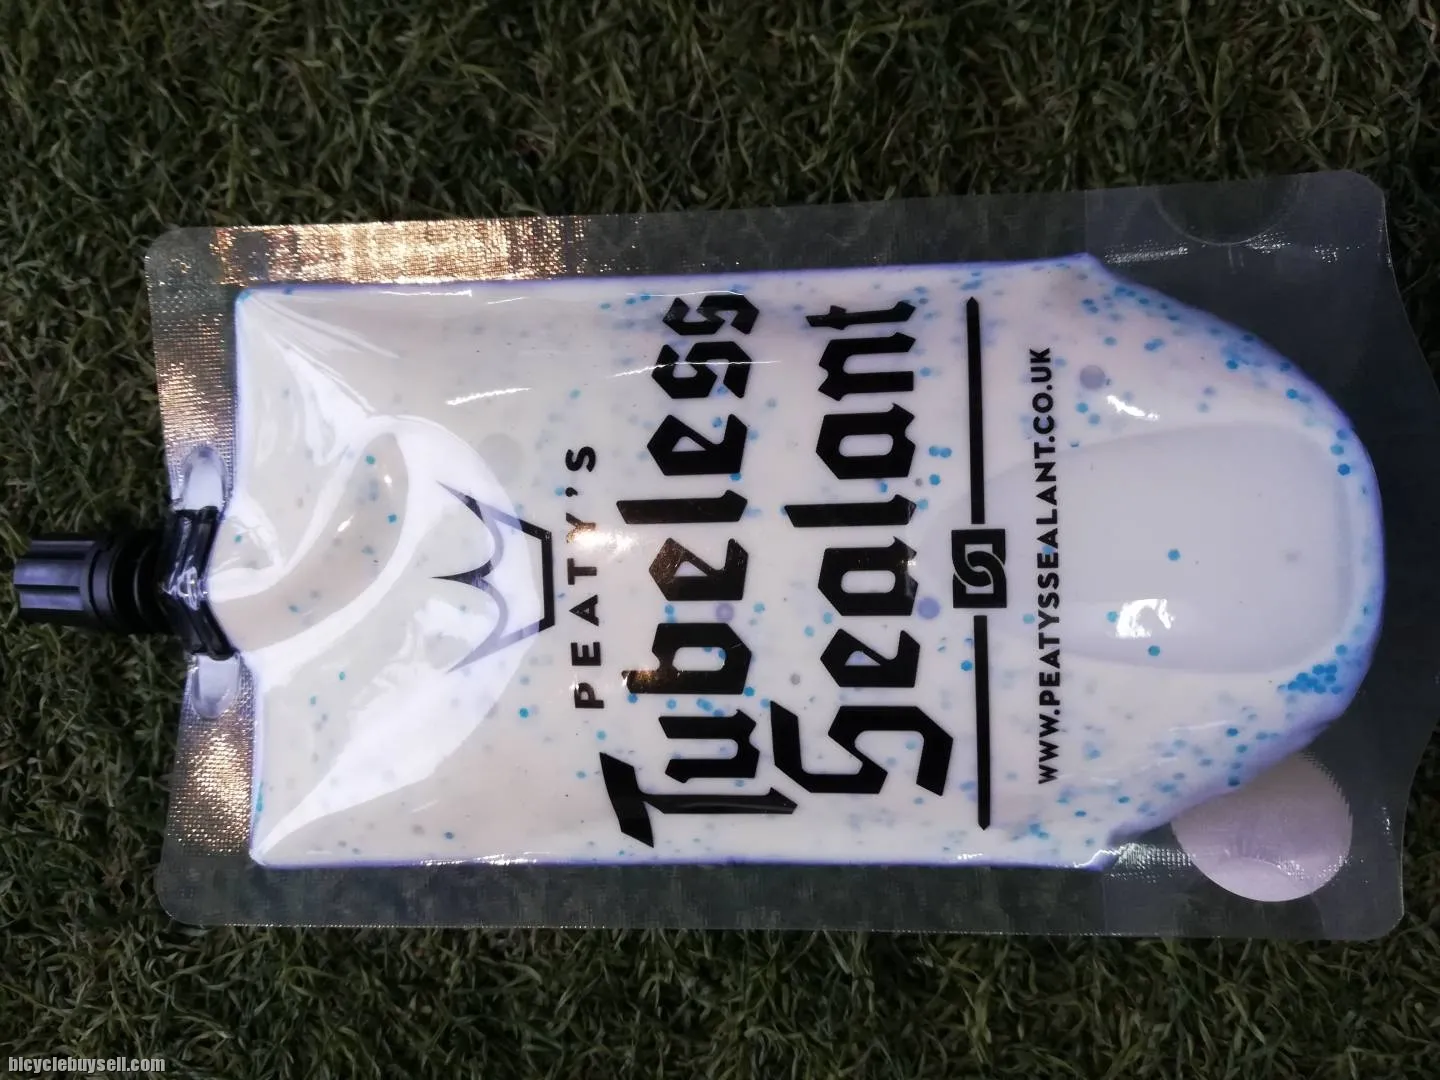 PEATY'S
Tubeless
Sealant
WWW.PEATYSSEALANT.CO.UK
bicyclebuysell.com